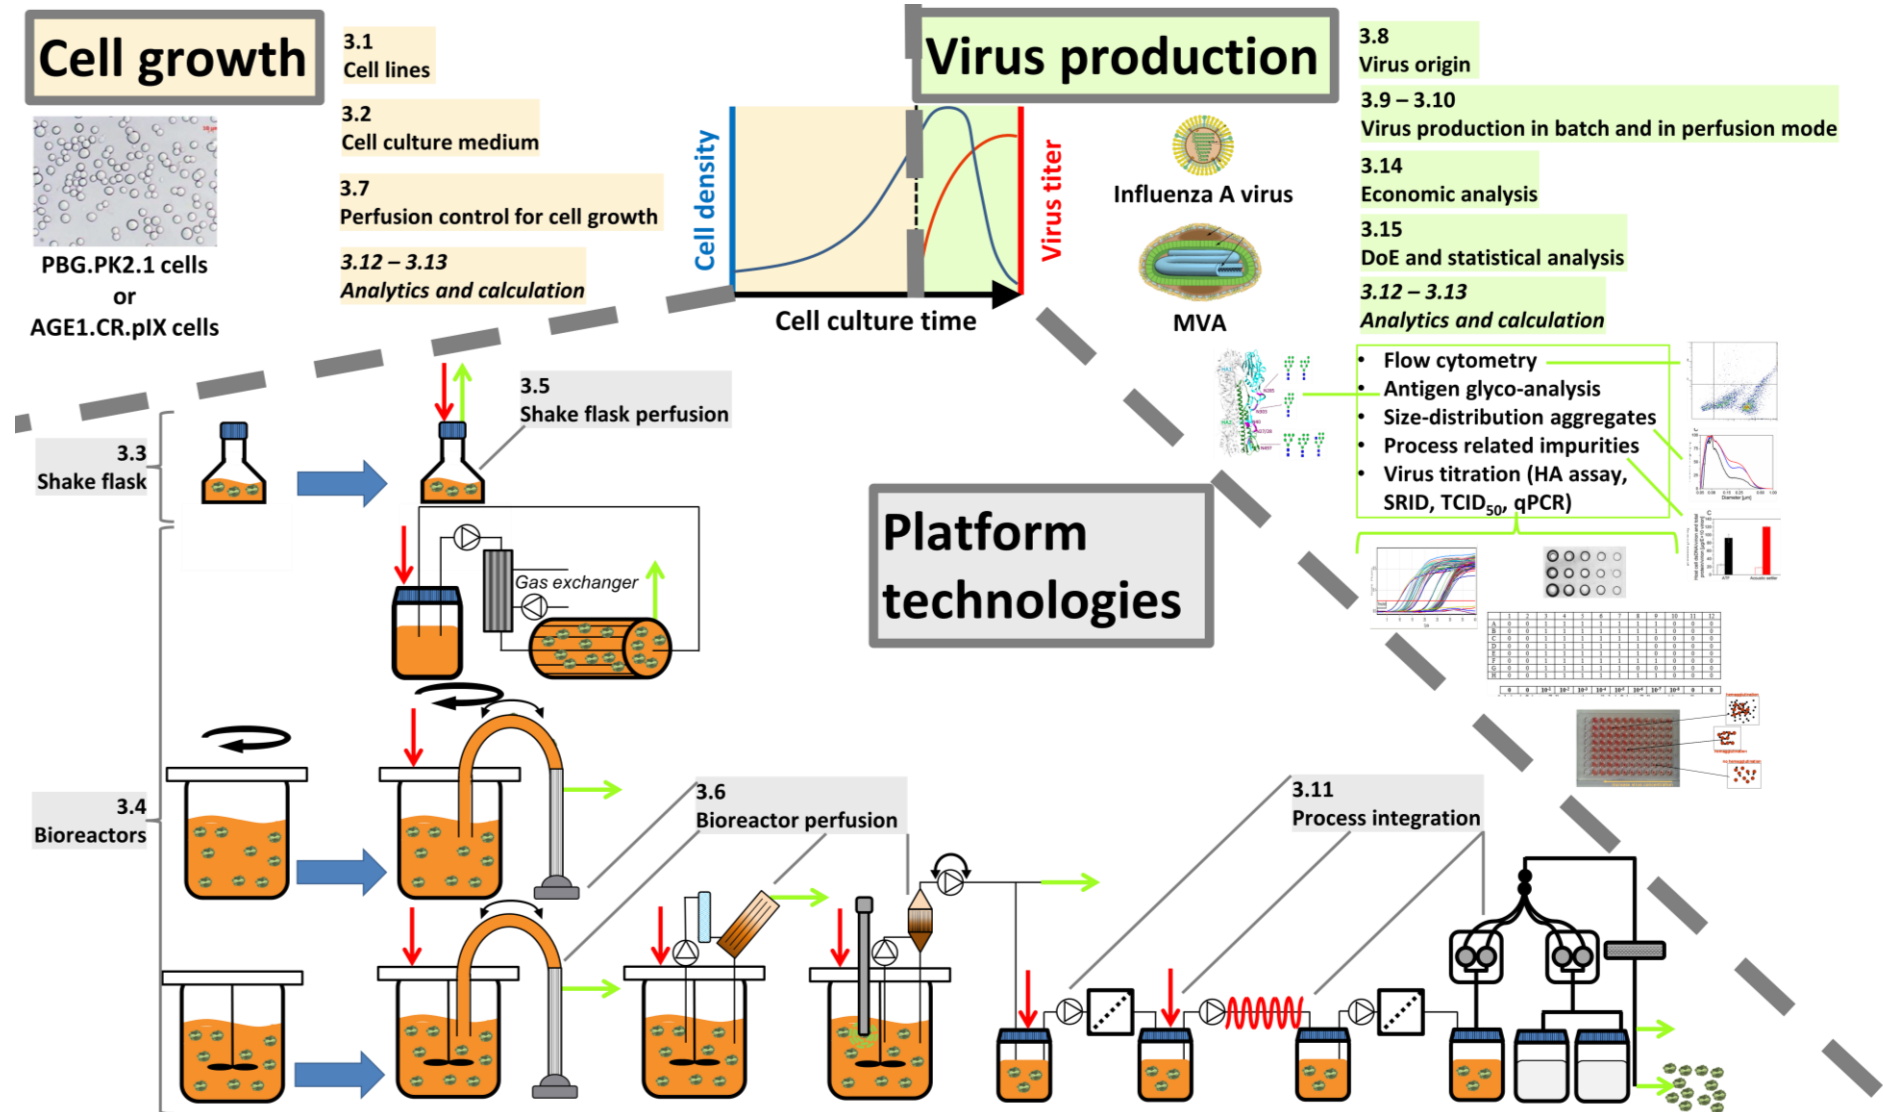 Cell growth
3.1
Cell lines
3.2
Cell culture medium
3.7
Perfusion control for cell growth
3.12 – 3.13
Analytics and calculation
PBG.PK2.1 cells
or
AGE1.CR.pIX cells
Virus production
Cell density
Virus titer
Cell culture time
Influenza A virus
MVA
3.8
Virus origin
3.9 – 3.10
Virus production in batch and in perfusion mode
3.14
Economic analysis
3.15
DoE and statistical analysis
3.12 – 3.13
Analytics and calculation
• Flow cytometry
• Antigen glyco-analysis
• Size-distribution aggregates
• Process related impurities
• Virus titration (HA assay,
SRID, TCID50, qPCR)
Platform
technologies
3.3
Shake flask
3.5
Shake flask perfusion
Gas exchanger
3.4
Bioreactors
3.6
Bioreactor perfusion
3.11
Process integration